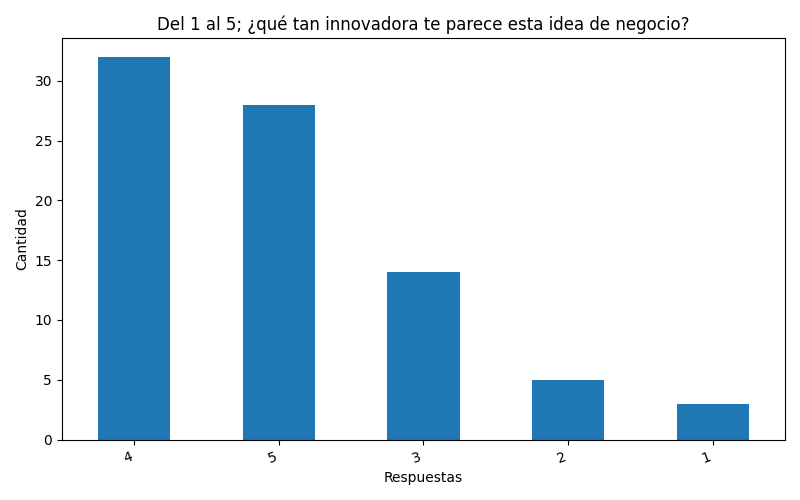 Del 1 al 5; ¿qué tan innovadora te parece esta idea de negocio?
Cantidad
30
25
20
15
10
5
0
4 5 3 2 1
Respuestas